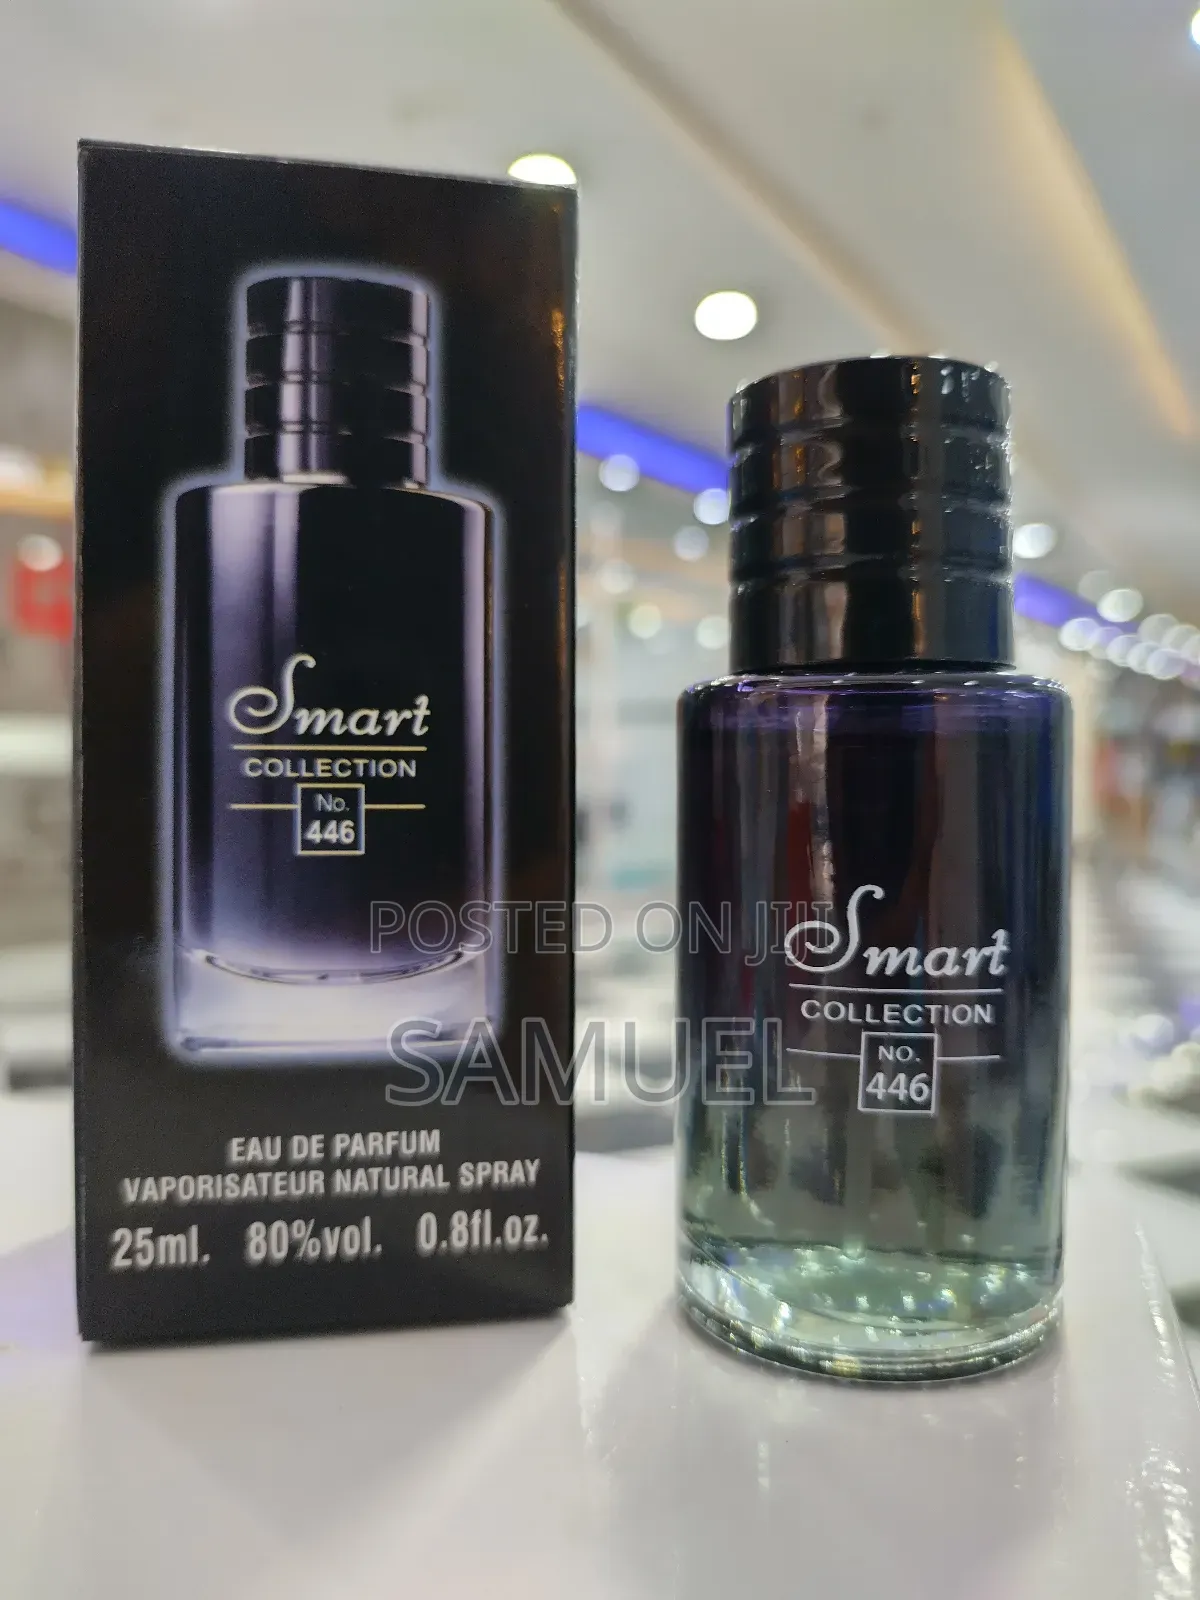 Smart
COLLECTION
No.
446
EAU DE PARFUM
VAPORISATEUR NATURAL SPRAY
25ml. 80%vol. 0.8fl.oz.
Smart
COLLECTION
NO.
446
POSTED ON JIJI
SAMUEL